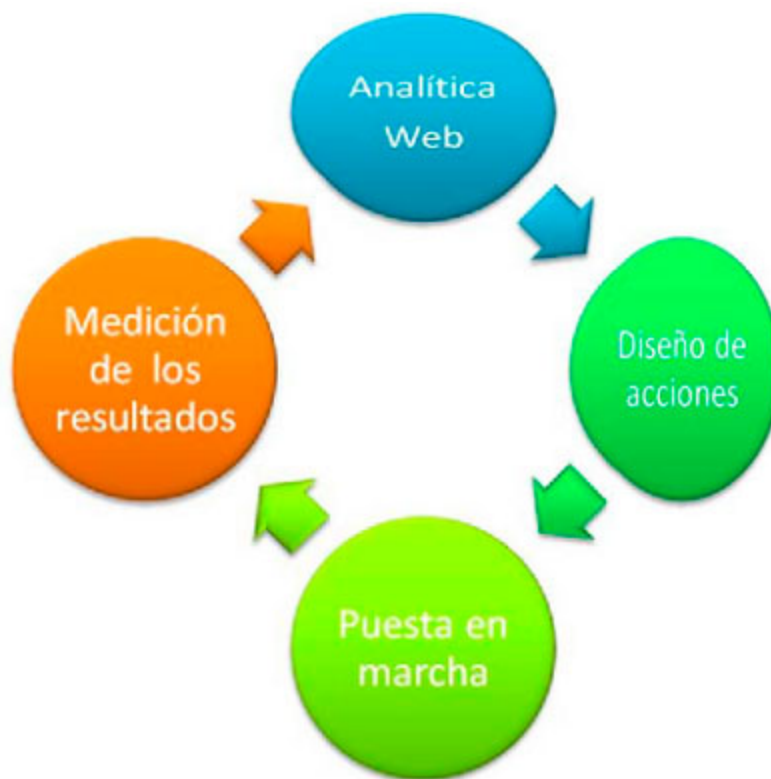 Analítica
Web
Diseño de
acciones
Puesta en
marcha
Medición
de los
resultados